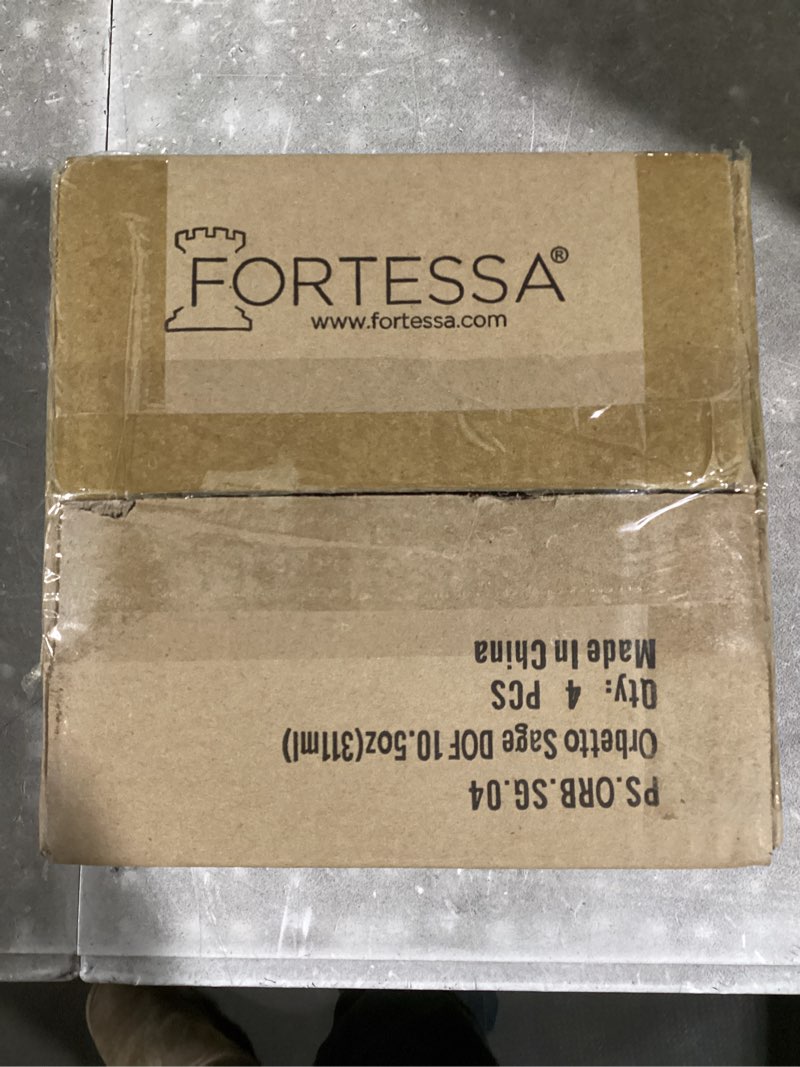 FORTESSA®
www.fortessa.com
PS.ORB.SG.04
Orbetto Sage DOF 10.5oz(311ml)
Qty: 4 PCS
Made In China